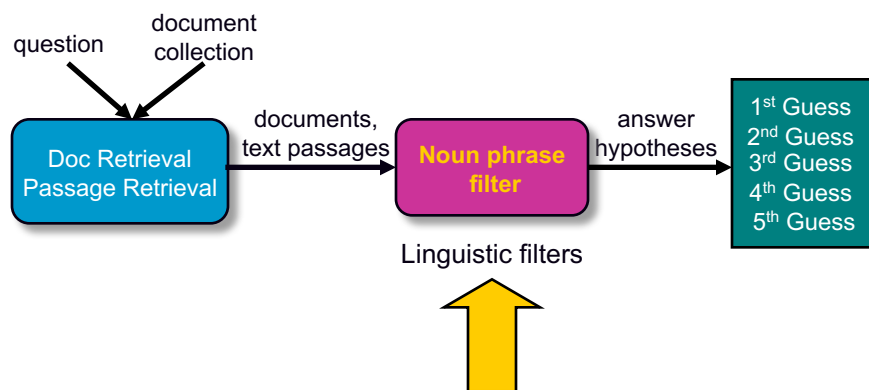 question
document
collection
Doc Retrieval
Passage Retrieval
documents,
text passages
Noun phrase
filter
answer
hypotheses
1st Guess
2nd Guess
3rd Guess
4th Guess
5th Guess
Linguistic filters